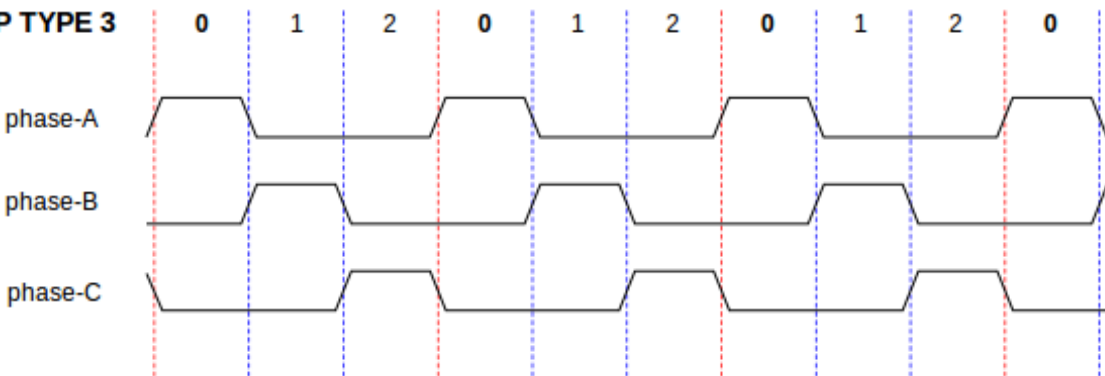 P TYPE 3 0 1 2 0 1 2 0 1 2 0
phase-A
phase-B
phase-C